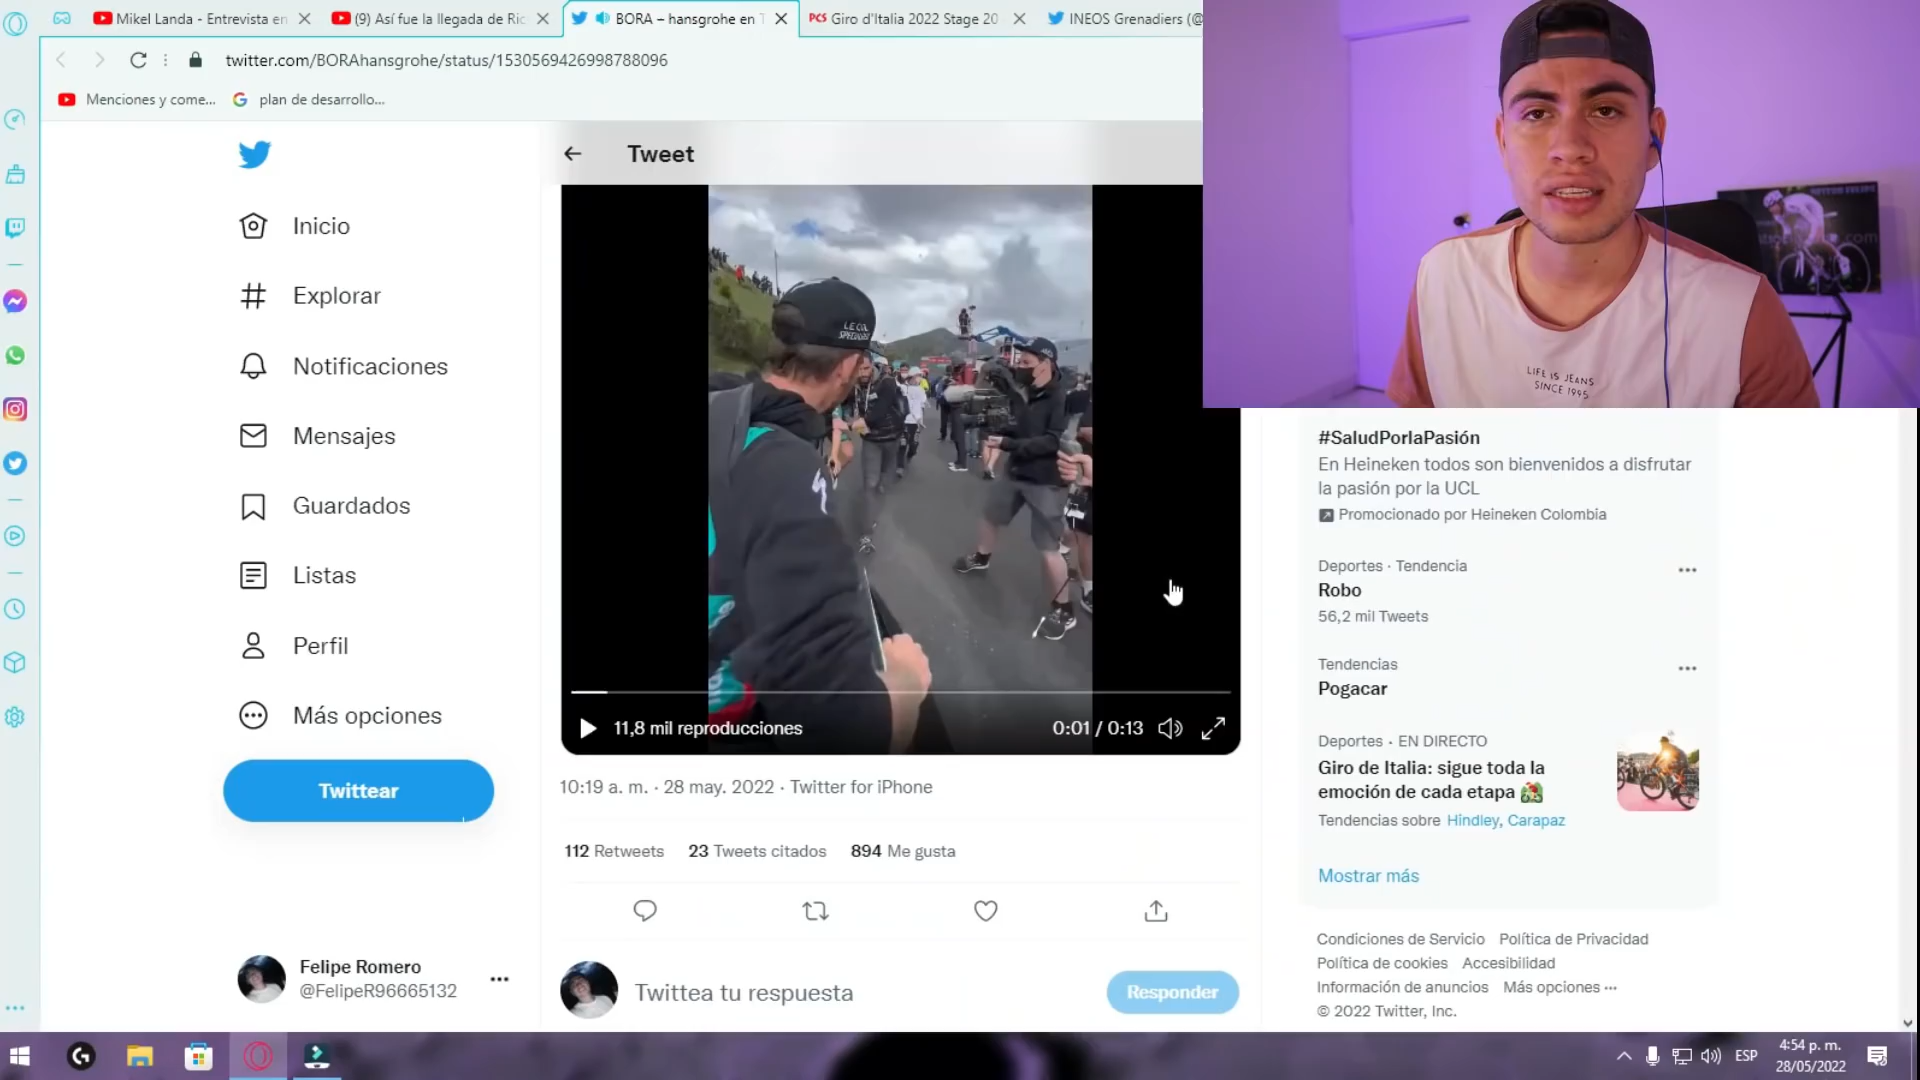 Mikel Landa - Entrevista en
(9) Así fue la llegada de Ric
BORA – hansgrohe en T
PCS Giro d'Italia 2022 Stage 20
INEOS Grenadiers (@
twitter.com/BORAhansgrohe/status/1530569426998788096
Menciones y come...
plan de desarrollo...
Tweet
Inicio
Explorar
Notificaciones
Mensajes
Guardados
Listas
Perfil
Más opciones
Twittear
Felipe Romero
@FelipeR96665132
LE COL
SPECIALIZED
11,8 mil reproducciones
0:01 / 0:13
10:19 a. m. · 28 may. 2022 · Twitter for iPhone
112 Retweets 23 Tweets citados 894 Me gusta
Twittea tu respuesta
Responder
LIFE IS JEANS
SINCE 1995
#SaludPorlaPasión
En Heineken todos son bienvenidos a disfrutar
la pasión por la UCL
Promocionado por Heineken Colombia
Deportes · Tendencia
Robo
56,2 mil Tweets
Tendencias
Pogacar
Deportes · EN DIRECTO
Giro de Italia: sigue toda la
emoción de cada etapa
Tendencias sobre Hindley, Carapaz
Mostrar más
Condiciones de Servicio Política de Privacidad
Política de cookies Accesibilidad
Información de anuncios Más opciones ···
© 2022 Twitter, Inc.
ESP
4:54 p. m.
28/05/2022